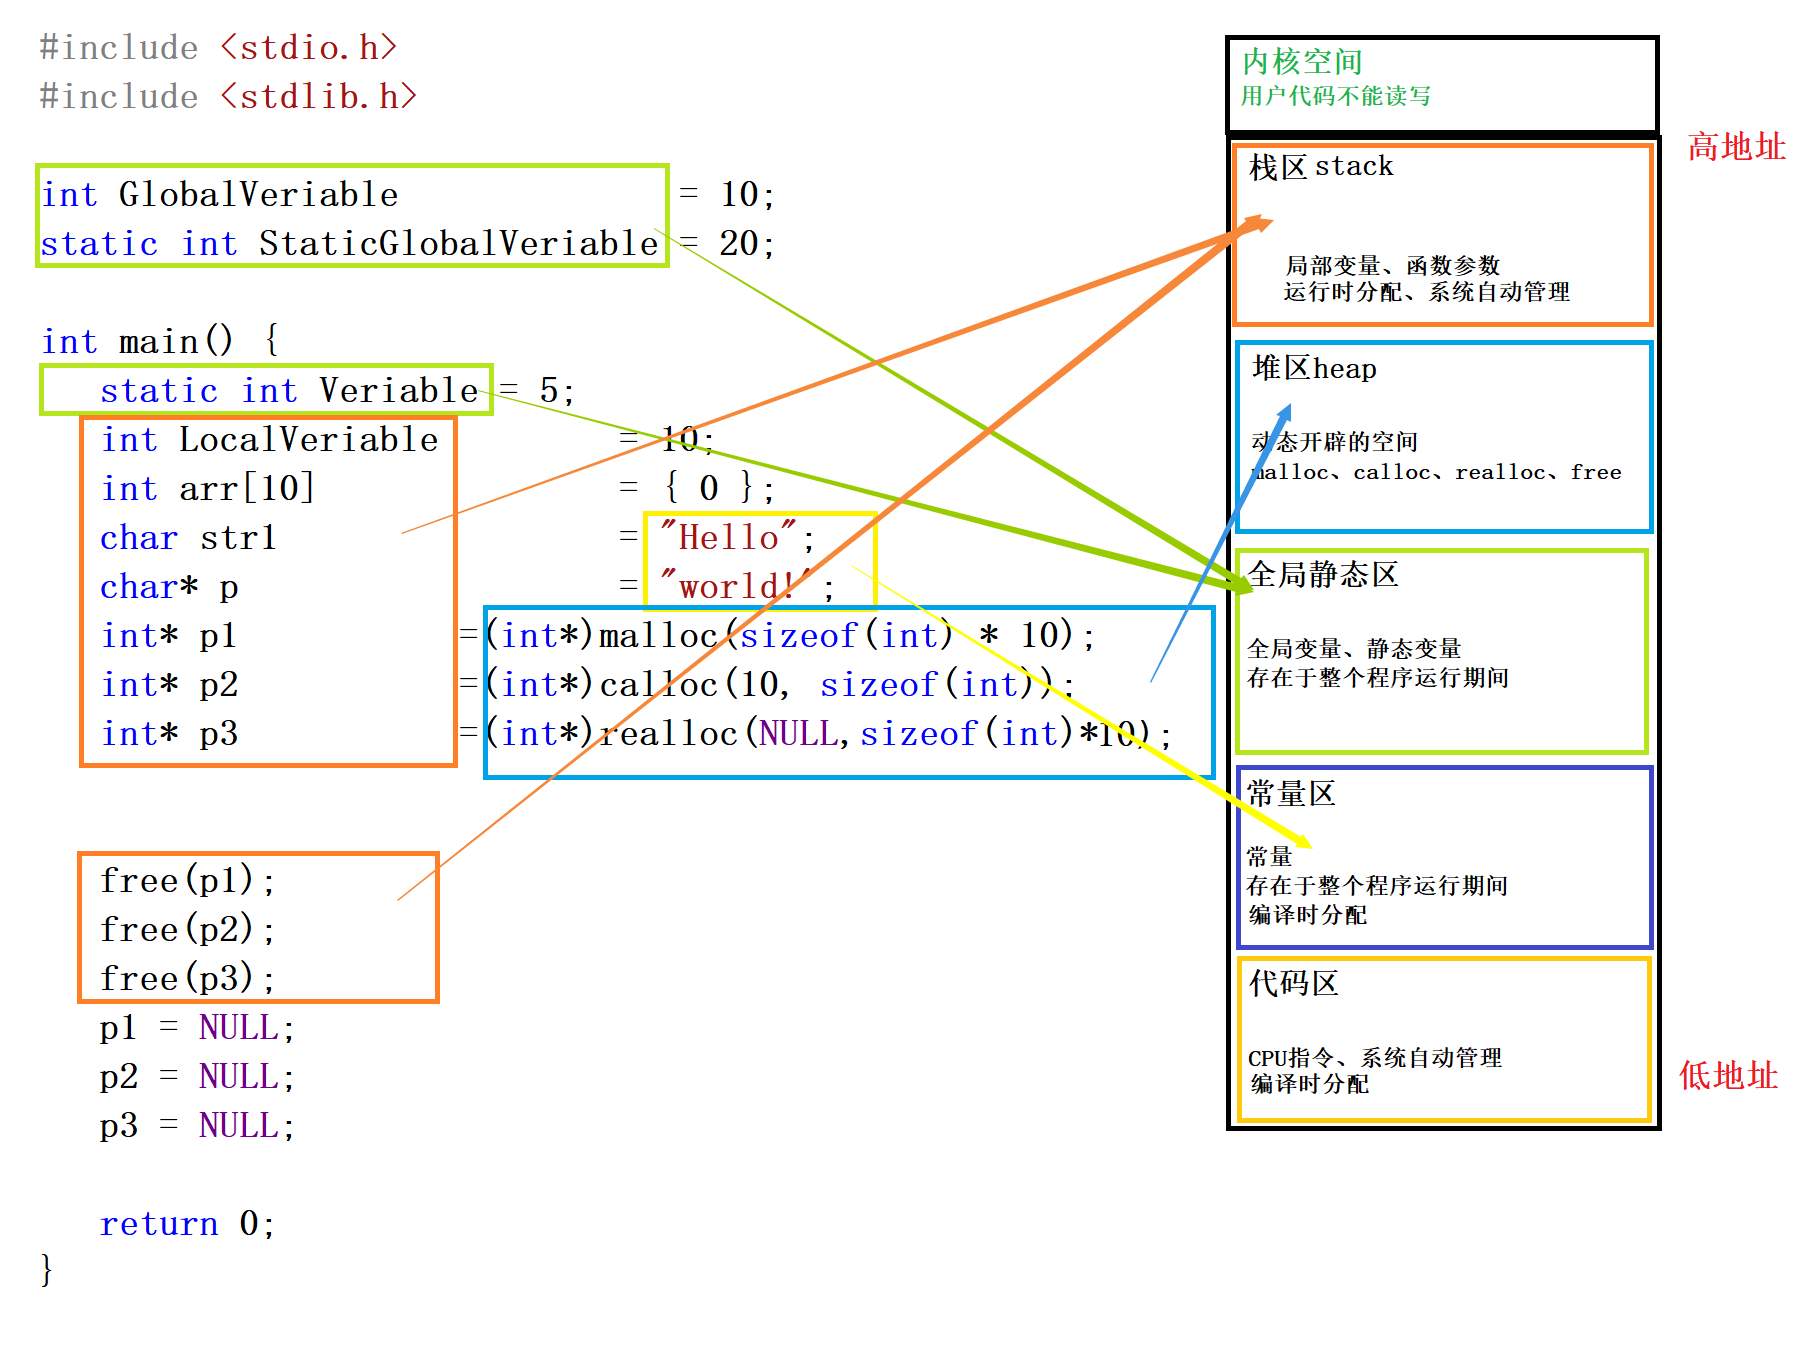 #include <stdio.h>
#include <stdlib.h>
int GlobalVeriable = 10;
static int StaticGlobalVeriable = 20;
int main() {
static int Veriable = 5;
int LocalVeriable = 10;
int arr[10] = { 0 };
char str1 = "Hello";
char* p = "world!";
int* p1 =(int*)malloc(sizeof(int) * 10);
int* p2 =(int*)calloc(10, sizeof(int));
int* p3 =(int*)realloc(NULL,sizeof(int)*10);
free(p1);
free(p2);
free(p3);
p1 = NULL;
p2 = NULL;
p3 = NULL;
return 0;
}
内核空间
用户代码不能读写
高地址
栈区 stack
局部变量、函数参数
运行时分配、系统自动管理
堆区heap
动态开辟的空间
malloc、calloc、realloc、free
全局静态区
全局变量、静态变量
存在于整个程序运行期间
常量区
常量
存在于整个程序运行期间
编译时分配
代码区
CPU指令、系统自动管理
编译时分配
低地址